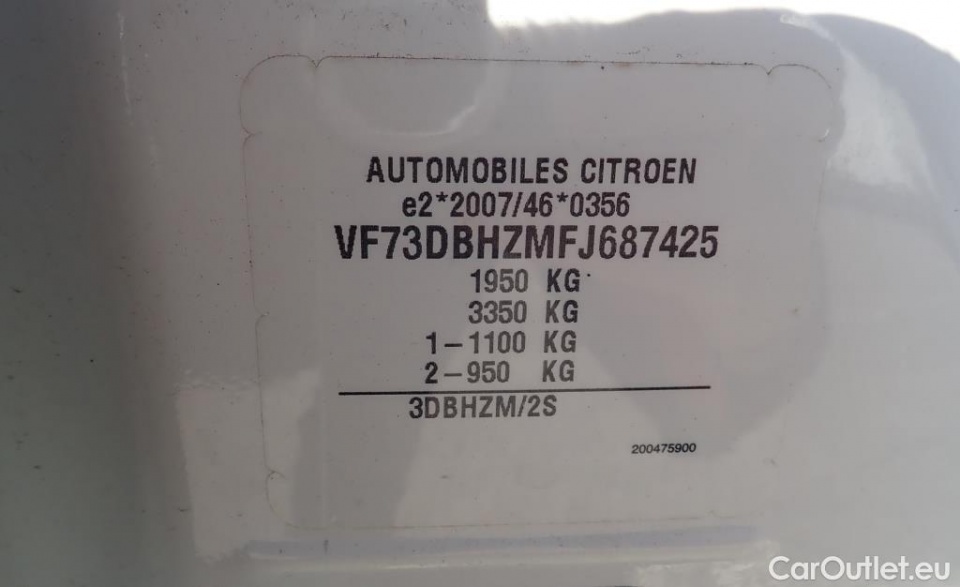 AUTOMOBILES CITROEN
e2*2007/46*0356
VF73DBHZMFJ687425
1950 KG
3350 KG
1-1100 KG
2-950 KG
3DBHZM/2S
200475900
CarOutlet.eu